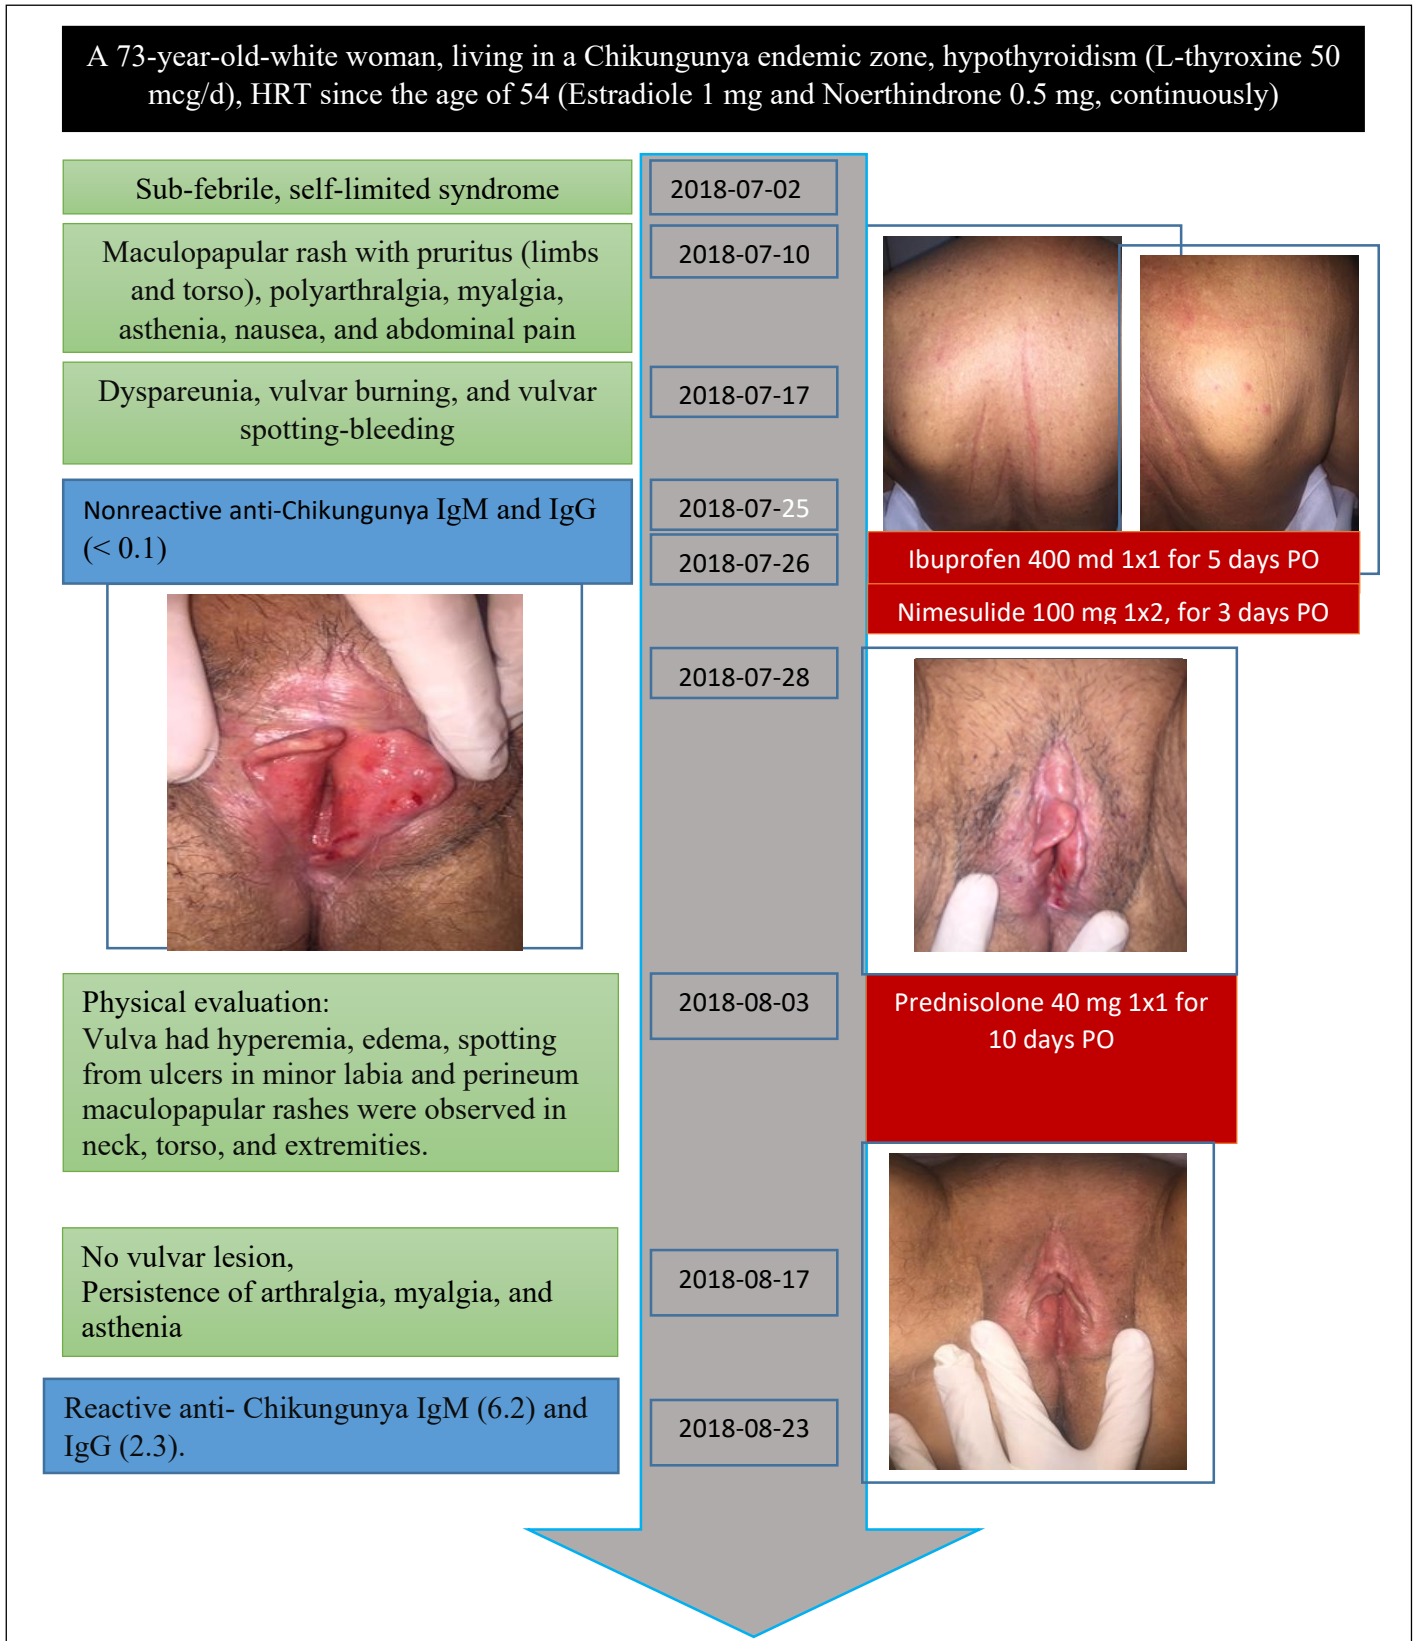 A 73-year-old-white woman, living in a Chikungunya endemic zone, hypothyroidism (L-thyroxine 50
mcg/d), HRT since the age of 54 (Estradiole 1 mg and Noerthindrone 0.5 mg, continuously)
Sub-febrile, self-limited syndrome
2018-07-02
Maculopapular rash with pruritus (limbs
and torso), polyarthralgia, myalgia,
asthenia, nausea, and abdominal pain
2018-07-10
Dyspareunia, vulvar burning, and vulvar
spotting-bleeding
2018-07-17
Nonreactive anti-Chikungunya IgM and IgG
(< 0.1)
2018-07-25
2018-07-26
Ibuprofen 400 md 1x1 for 5 days PO
Nimesulide 100 mg 1x2, for 3 days PO
2018-07-28
Physical evaluation:
Vulva had hyperemia, edema, spotting
from ulcers in minor labia and perineum
maculopapular rashes were observed in
neck, torso, and extremities.
2018-08-03
Prednisolone 40 mg 1x1 for
10 days PO
No vulvar lesion,
Persistence of arthralgia, myalgia, and
asthenia
2018-08-17
Reactive anti- Chikungunya IgM (6.2) and
IgG (2.3).
2018-08-23